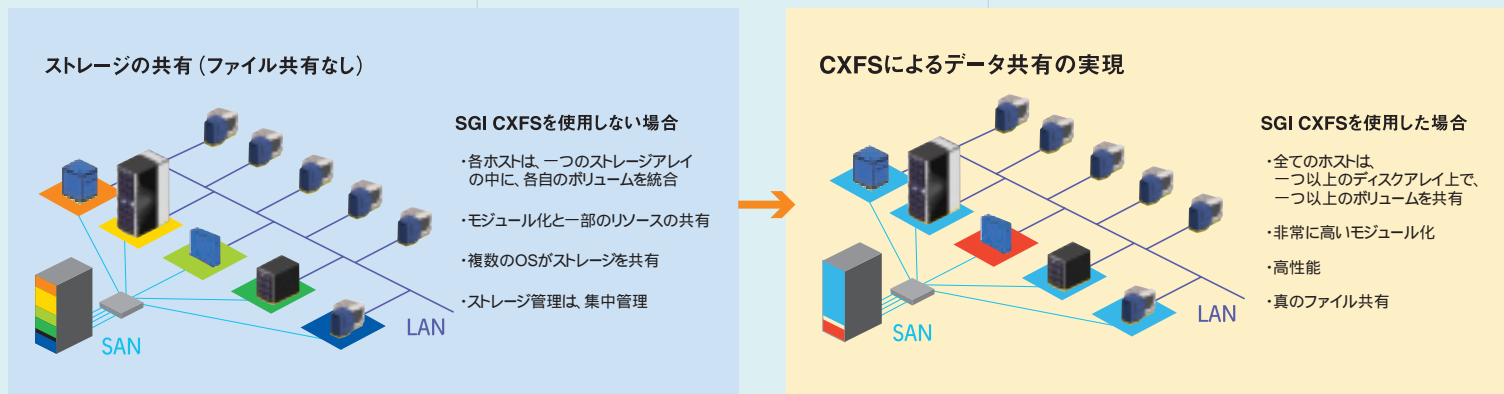 ストレージの共有（ファイル共有なし）
SGI CXFSを使用しない場合
・各ホストは、一つのストレージアレイ
の中に、各自のボリュームを統合
・モジュール化と一部のリソースの共有
・複数のOSがストレージを共有
・ストレージ管理は、集中管理
LAN
SAN
CXFSによるデータ共有の実現
SGI CXFSを使用した場合
・全てのホストは、
一つ以上のディスクアレイ上で、
一つ以上のボリュームを共有
・非常に高いモジュール化
・高性能
・真のファイル共有
LAN
SAN